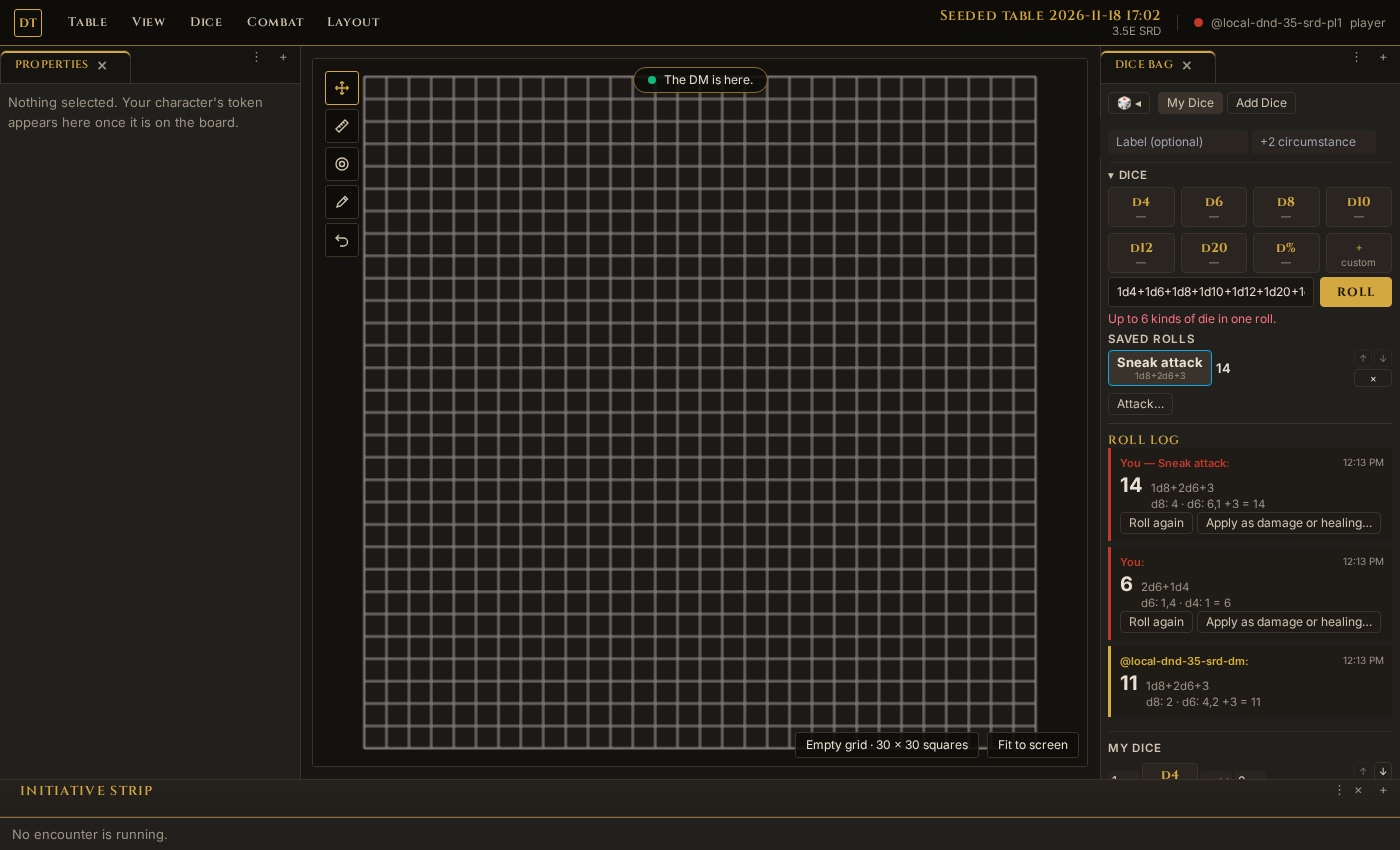 DT
Table
View
Dice
Combat
Layout
Seeded table 2026-11-18 17:02
3.5E SRD
@local-dnd-35-srd-pl1 player
Properties ×
Nothing selected. Your character's token
appears here once it is on the board.
The DM is here.
Empty grid · 30 × 30 squares
Fit to screen
Dice Bag ×
My Dice
Add Dice
Label (optional)
+2 circumstance
▾ DICE
D4
—
D6
—
D8
—
D10
—
D12
—
D20
—
D%
—
+
custom
1d4+1d6+1d8+1d10+1d12+1d20+1
ROLL
Up to 6 kinds of die in one roll.
SAVED ROLLS
Sneak attack
1d8+2d6+3
14
↑ ↓
×
Attack…
Roll Log
You — Sneak attack:
12:13 PM
14 1d8+2d6+3
d8: 4 · d6: 6,1 +3 = 14
Roll again
Apply as damage or healing…
You:
12:13 PM
6 2d6+1d4
d6: 1,4 · d4: 1 = 6
Roll again
Apply as damage or healing…
@local-dnd-35-srd-dm:
12:13 PM
11 1d8+2d6+3
d8: 2 · d6: 4,2 +3 = 11
MY DICE
D4
↑ ↓
Initiative Strip
⋮ × +
No encounter is running.